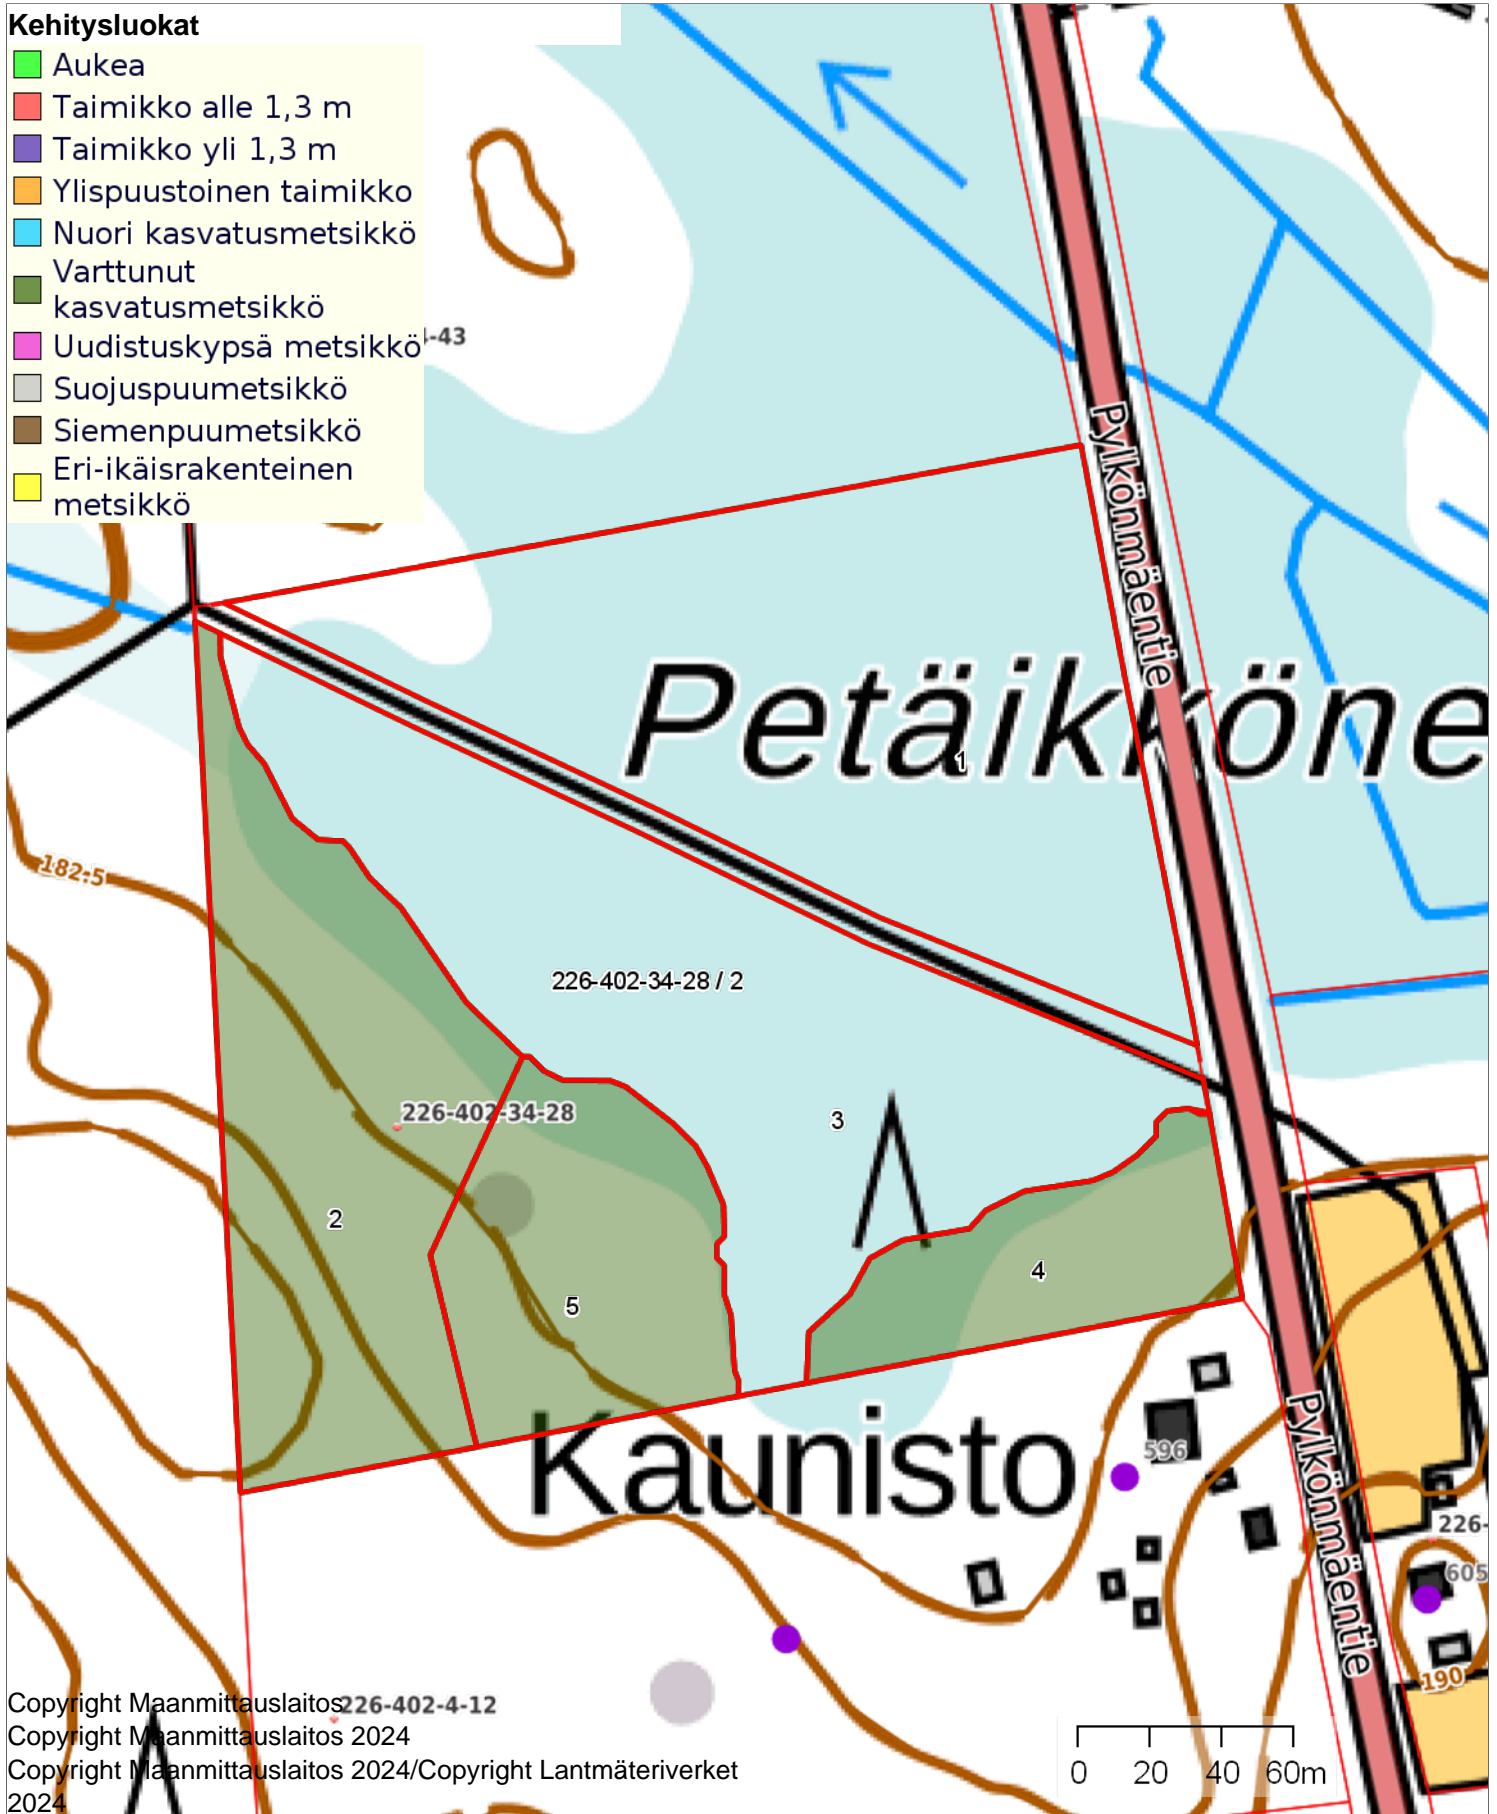 Kehitysluokat
Aukea
Taimikko alle 1,3 m
Taimikko yli 1,3 m
Ylispuustoinen taimikko
Nuori kasvatusmetsikkö
Varttunut
kasvatusmetsikkö
Uudistuskypsä metsikkö
Suojuspuumetsikkö
Siemenpuumetsikkö
Eri-ikäisrakenteinen
metsikkö
-43
Pylkönmäentie
Petäikköne
1
182.5
226-402-34-28 / 2
226-402-34-28
3
2
4
5
Kaunisto
596
Pylkönmäentie
226-
605
190
226-402-4-12
Copyright Maanmittauslaitos
Copyright Maanmittauslaitos 2024
Copyright Maanmittauslaitos 2024/Copyright Lantmäteriverket
2024
0 20 40 60m